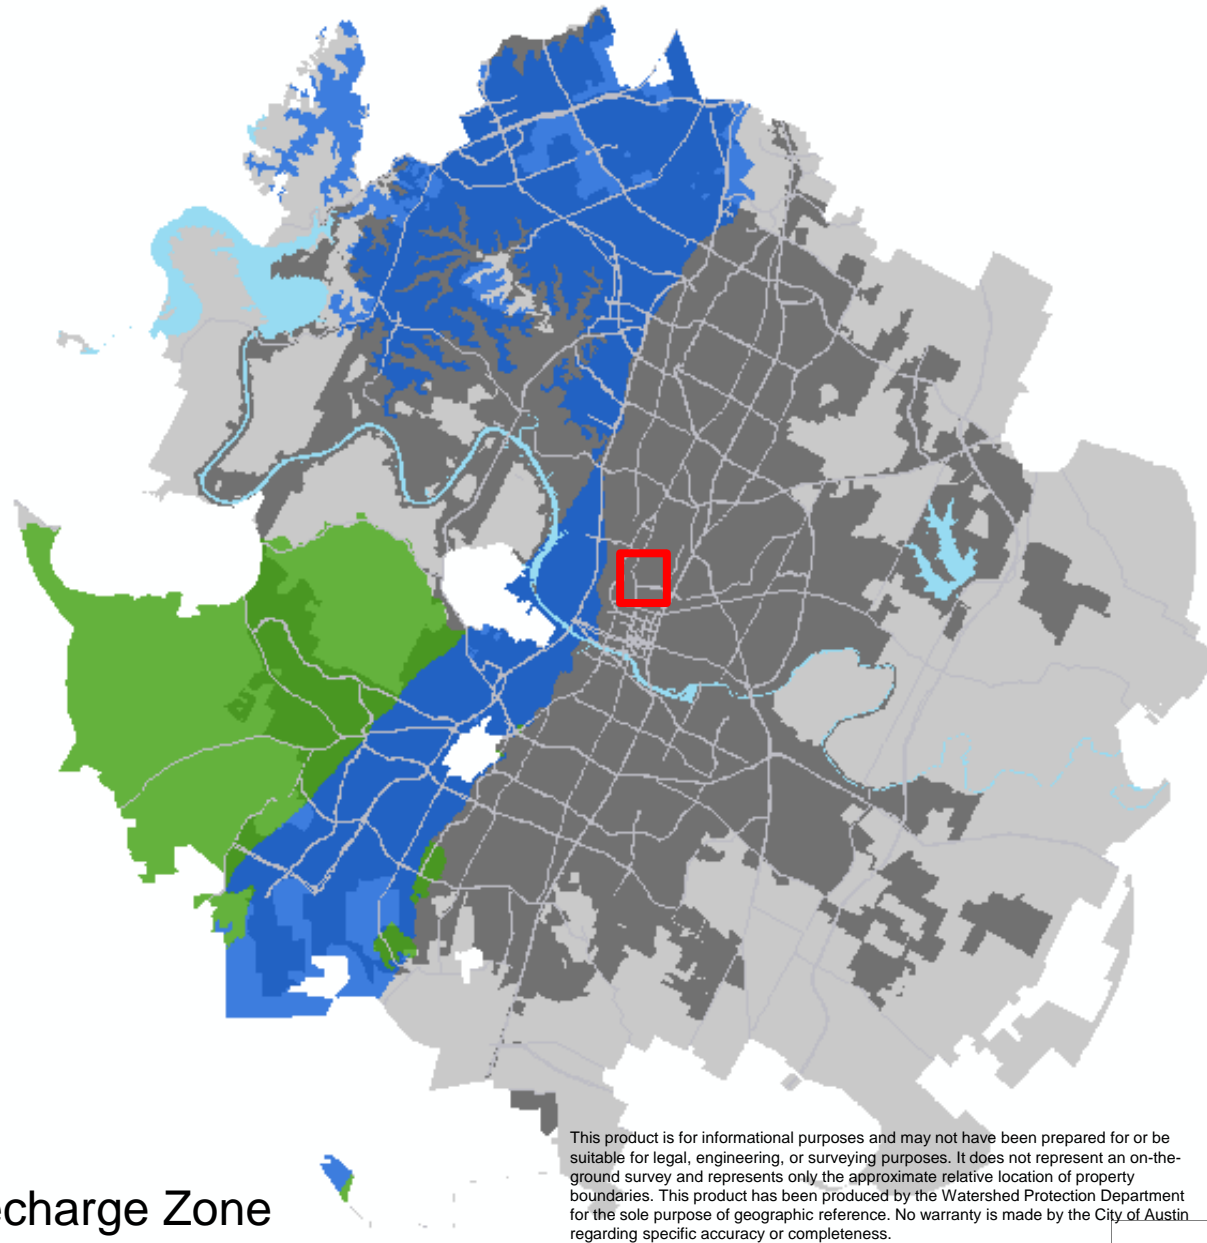 This product is for informational purposes and may not have been prepared for or be
suitable for legal, engineering, or surveying purposes. It does not represent an on-the-
ground survey and represents only the approximate relative location of property
boundaries. This product has been produced by the Watershed Protection Department
for the sole purpose of geographic reference. No warranty is made by the City of Austin
regarding specific accuracy or completeness.
echarge Zone